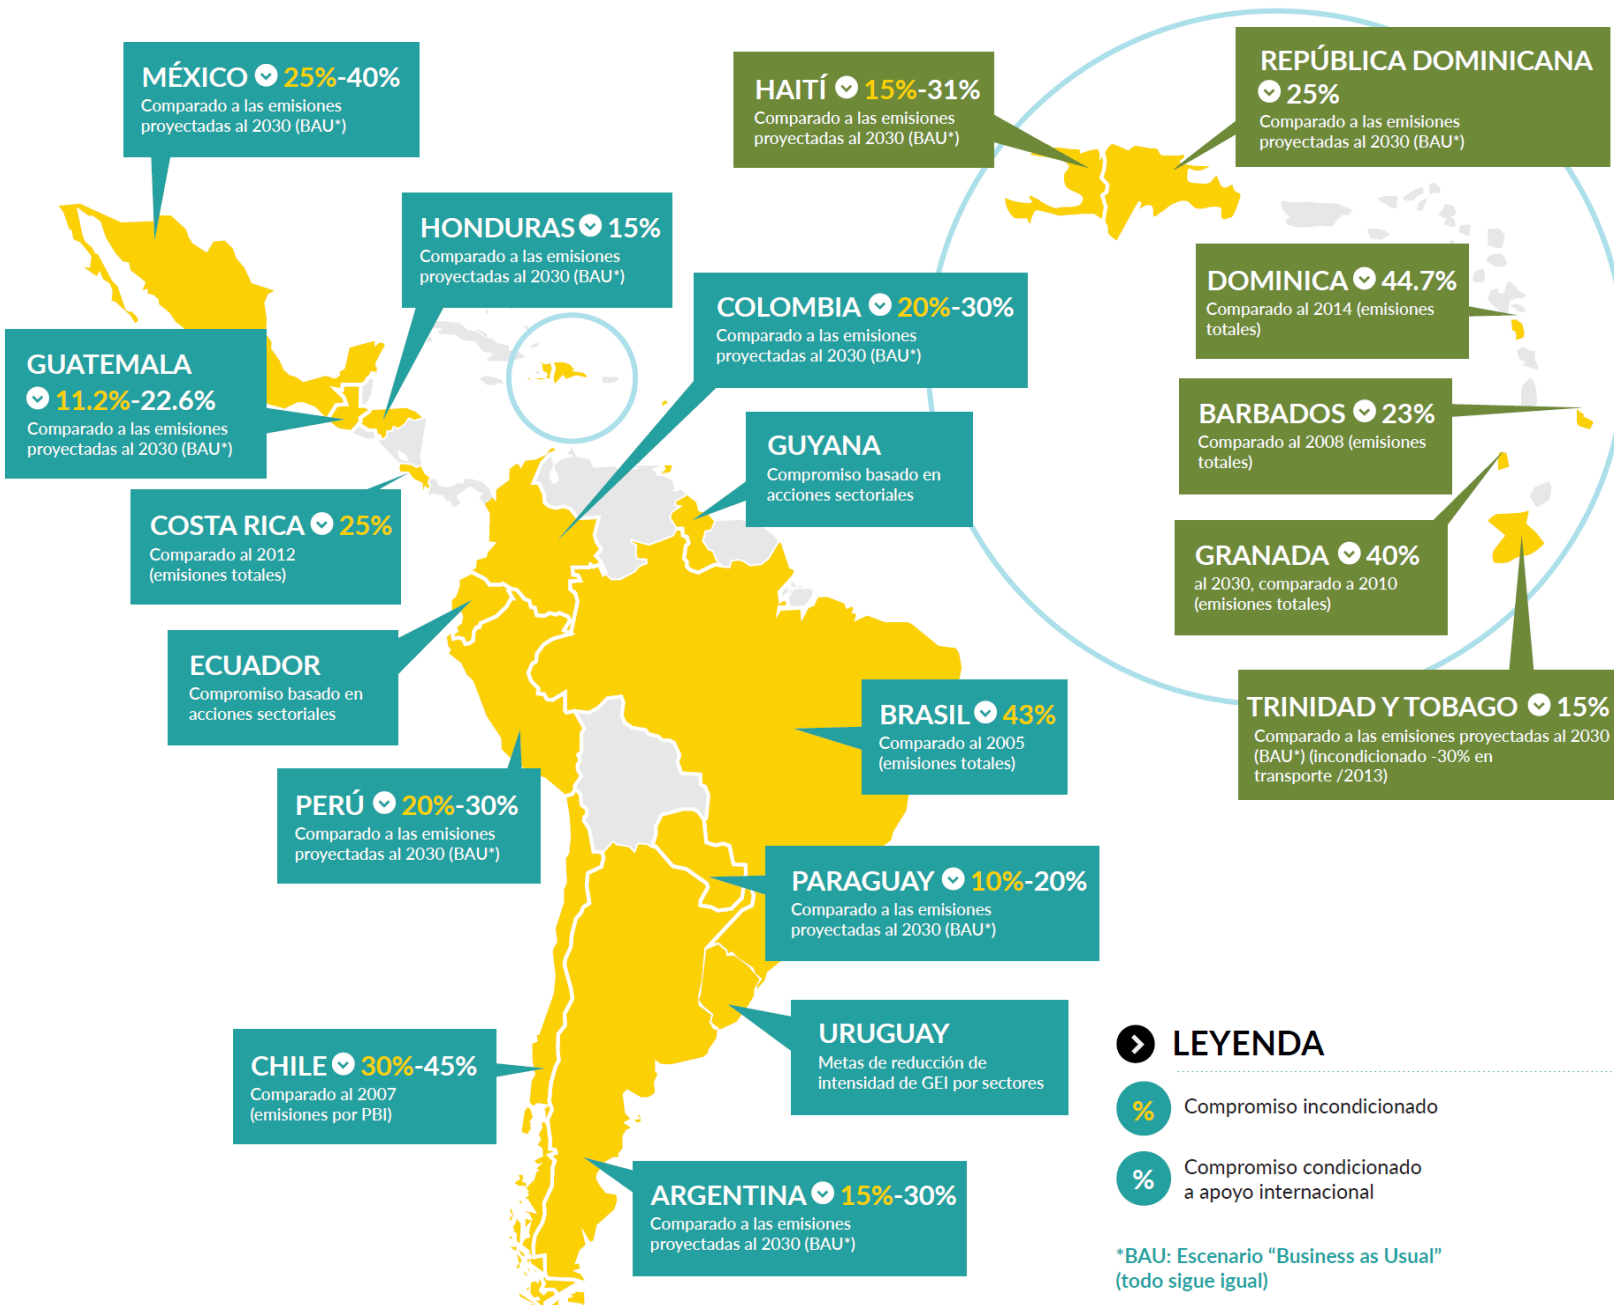 MÉXICO 25%-40%
Comparado a las emisiones
proyectadas al 2030 (BAU*)
HAITÍ 15%-31%
Comparado a las emisiones
proyectadas al 2030 (BAU*)
REPÚBLICA DOMINICANA
25%
Comparado a las emisiones
proyectadas al 2030 (BAU*)
HONDURAS 15%
Comparado a las emisiones
proyectadas al 2030 (BAU*)
COLOMBIA 20%-30%
Comparado a las emisiones
proyectadas al 2030 (BAU*)
DOMINICA 44.7%
Comparado al 2014 (emisiones
totales)
GUATEMALA
11.2%-22.6%
Comparado a las emisiones
proyectadas al 2030 (BAU*)
GUYANA
Compromiso basado en
acciones sectoriales
BARBADOS 23%
Comparado al 2008 (emisiones
totales)
COSTA RICA 25%
Comparado al 2012
(emisiones totales)
GRANADA 40%
al 2030, comparado a 2010
(emisiones totales)
ECUADOR
Compromiso basado en
acciones sectoriales
BRASIL 43%
Comparado al 2005
(emisiones totales)
TRINIDAD Y TOBAGO 15%
Comparado a las emisiones proyectadas al 2030
(BAU*) (incondicionado -30% en
transporte /2013)
PERÚ 20%-30%
Comparado a las emisiones
proyectadas al 2030 (BAU*)
PARAGUAY 10%-20%
Comparado a las emisiones
proyectadas al 2030 (BAU*)
URUGUAY
Metas de reducción de
intensidad de GEI por sectores
CHILE 30%-45%
Comparado al 2007
(emisiones por PBI)
ARGENTINA 15%-30%
Comparado a las emisiones
proyectadas al 2030 (BAU*)
LEYENDA
% Compromiso incondicionado
% Compromiso condicionado
a apoyo internacional
*BAU: Escenario “Business as Usual”
(todo sigue igual)